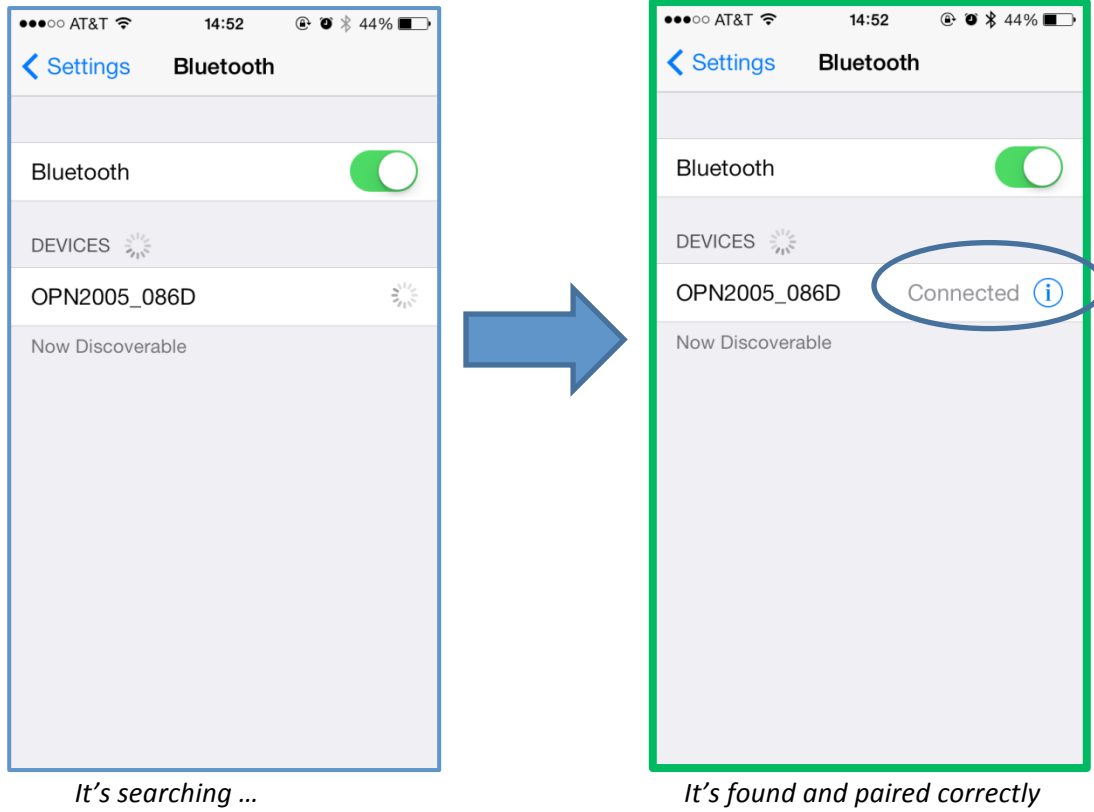 AT&T 14:52 44%
Settings Bluetooth
Bluetooth
DEVICES
OPN2005_086D
Now Discoverable
It's searching …
AT&T 14:52 44%
Settings Bluetooth
Bluetooth
DEVICES
OPN2005_086D Connected i
Now Discoverable
It's found and paired correctly